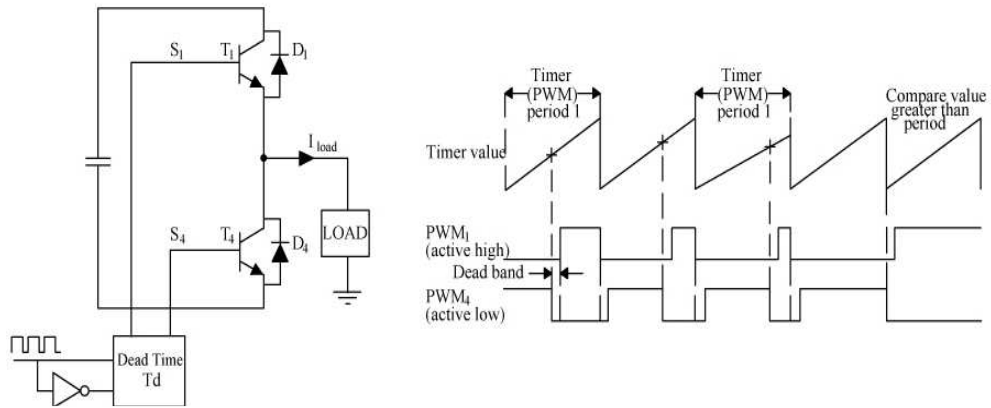 S1
T1
D1
I load
S4
T4
D4
LOAD
Dead Time
Td
Timer
(PWM)
period 1
Timer
(PWM)
period 1
Compare value
greater than
period
Timer value
PWM1
(active high)
Dead band
PWM4
(active low)